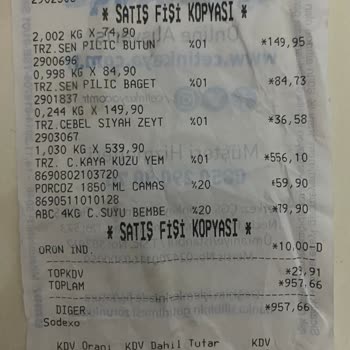 * SATIŞ FİŞİ KOPYASI *
2,002 KG X 74,90
TRZ.SEN PILIC BUTUN %01 *149,95
2900696
0,998 KG X 84,90
TRZ.SEN PILIC BAGET %01 *84,73
2901837
0,244 KG X 149,90
TRZ.CEBEL SIYAH ZEYT %01 *36,58
2903067
1,030 KG X 539,90
TRZ. C.KAYA KUZU YEM %01 *556,10
8690802103720
PORCOZ 1850 ML CAMAS %20 *59,90
8690511010128
ABC 4KG C.SUYU BEMBE %20 *79,90
* SATIŞ FİŞİ KOPYASI *
ÜRÜN İND. *10,00-D
TOPKDV *23,91
TOPLAM *957,66
DIGER *957,66
Sodexo
KDV Oranı KDV Dahil Tutar KDV